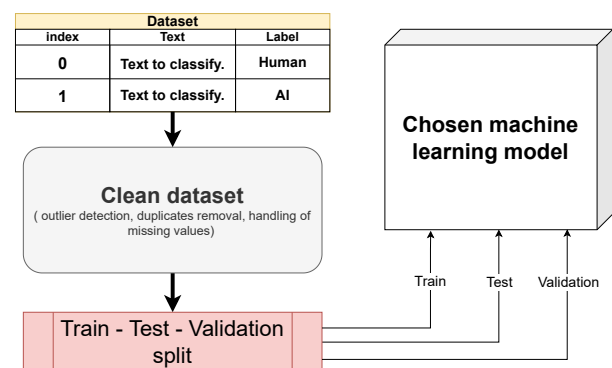 Dataset
index Text Label
0 Text to classify. Human
1 Text to classify. AI
Clean dataset
( outlier detection, duplicates removal, handling of
missing values)
Train - Test - Validation
split
Chosen machine
learning model
Train Test Validation